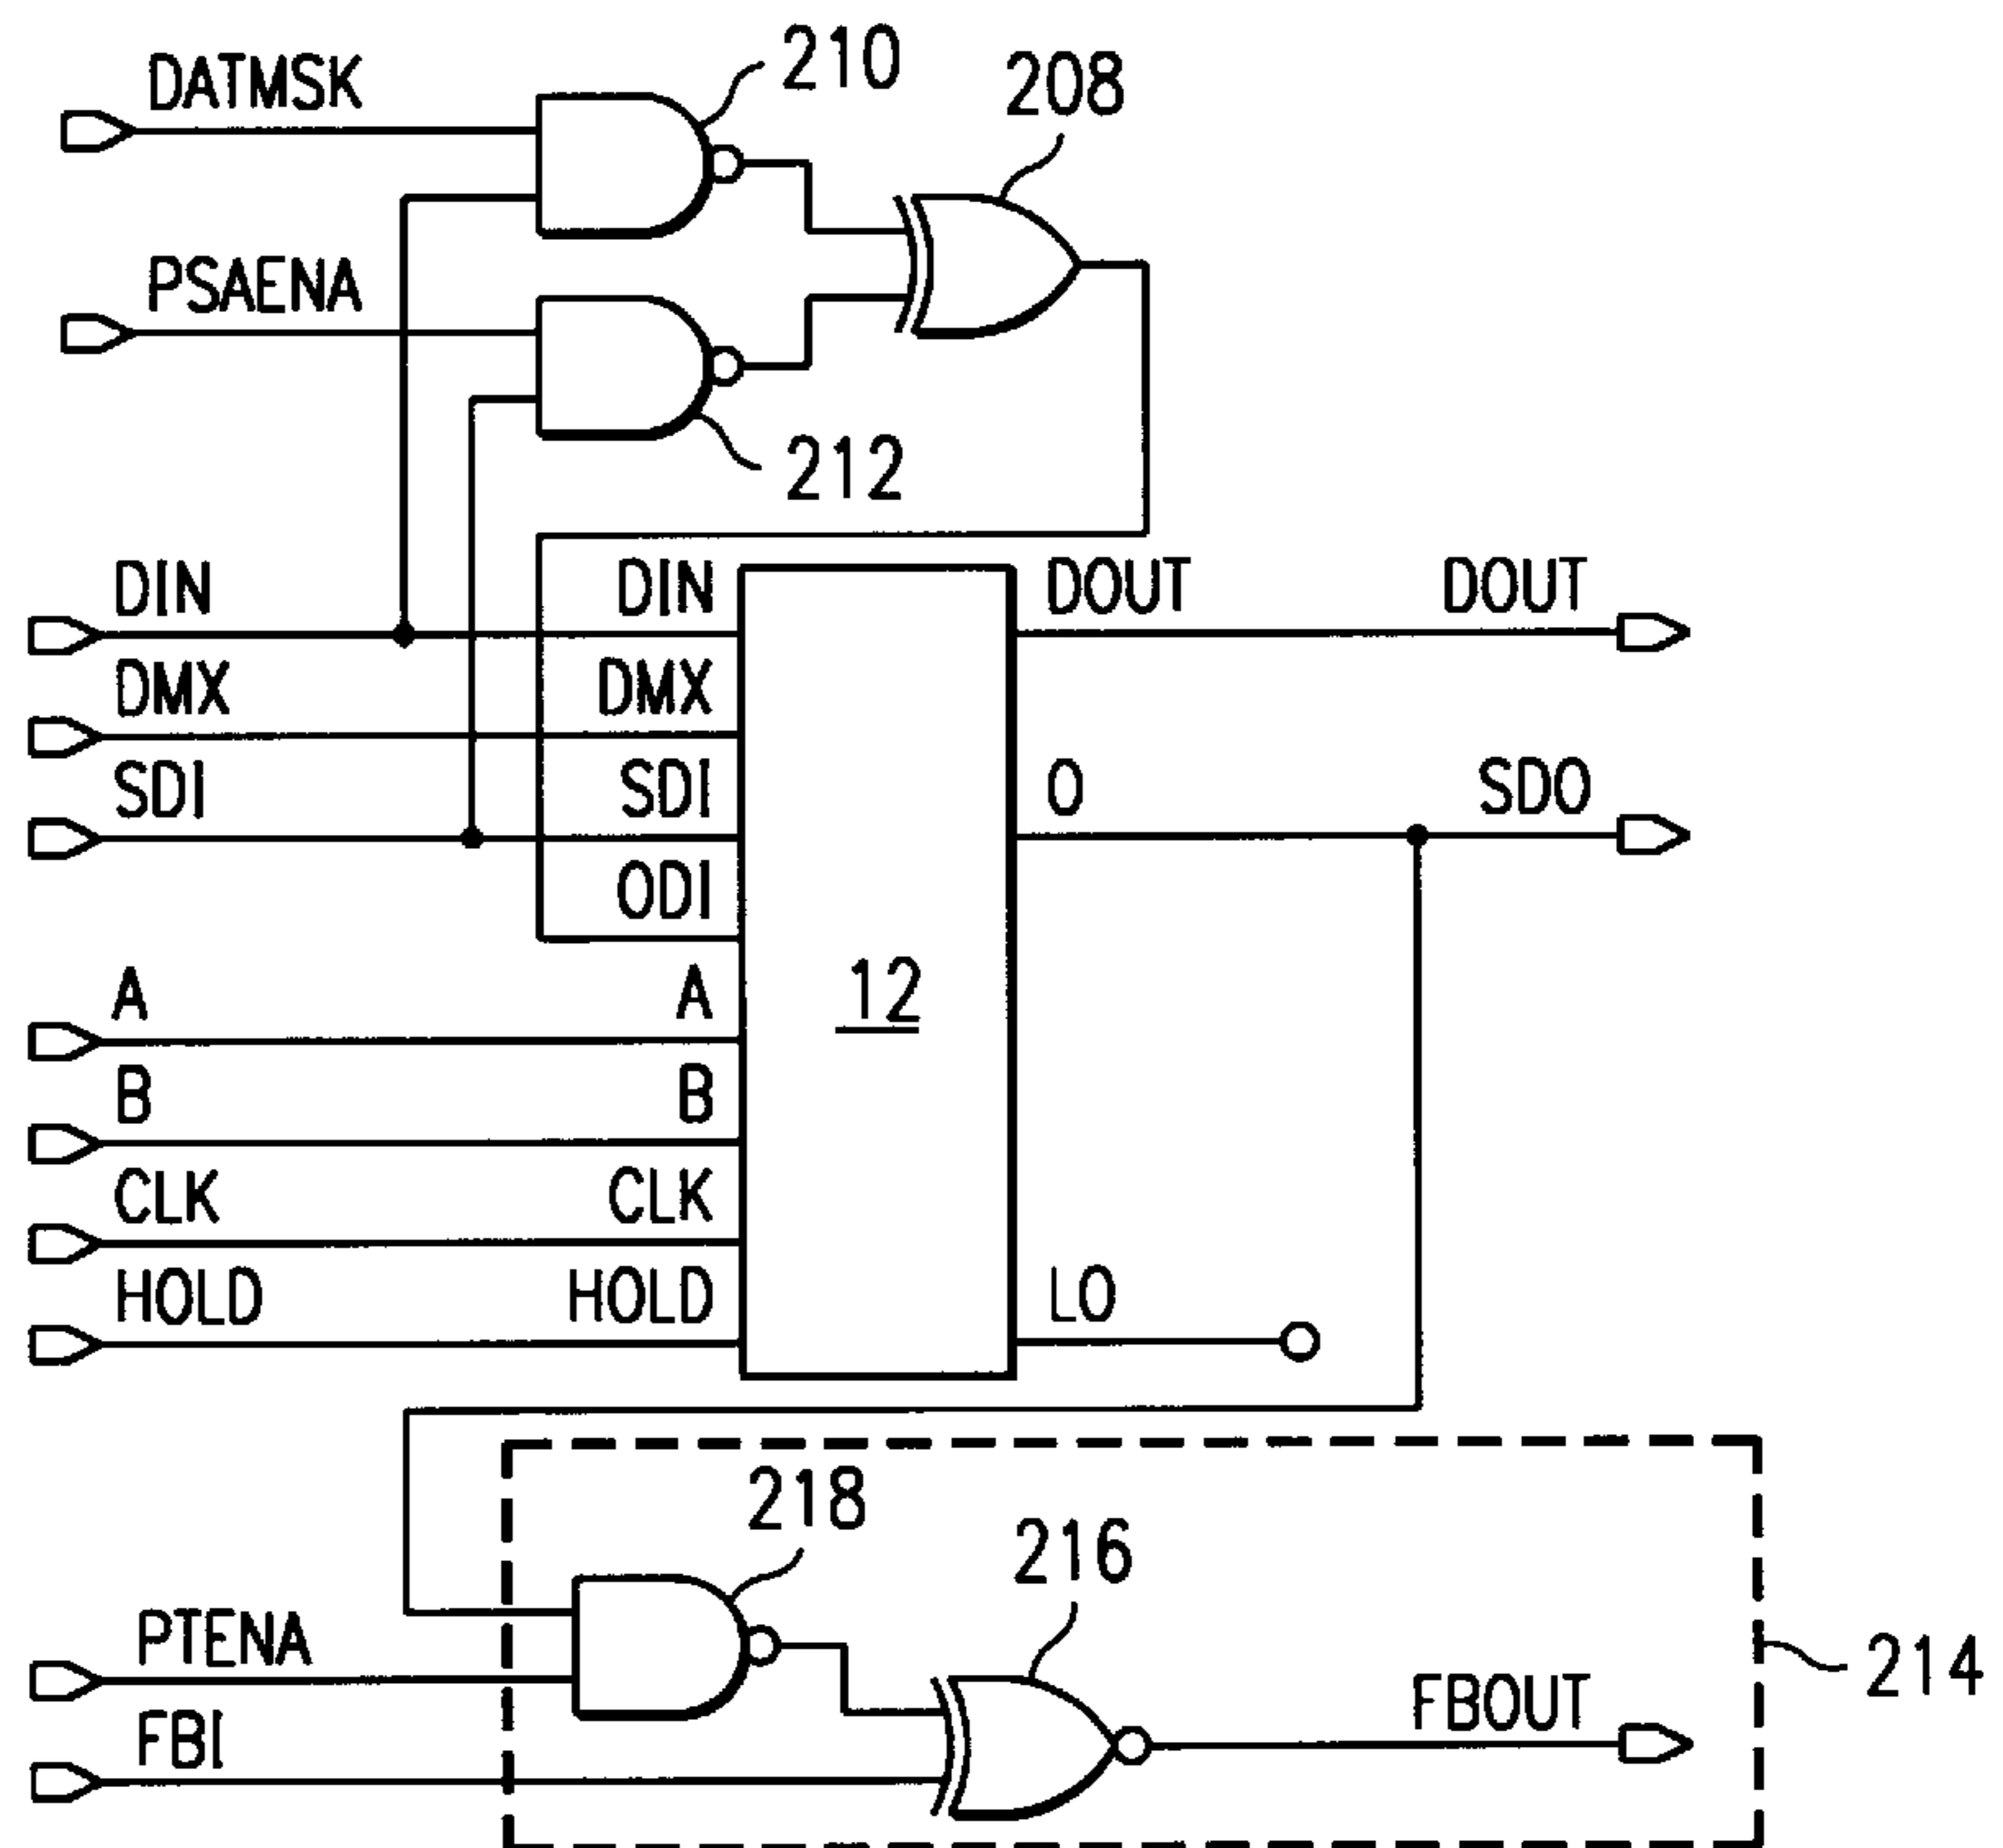 DATMSK
210
208
PSAENA
212
DIN DIN DOUT DOUT
DMX DMX
SDI SDI O SDO
ODI
12
A A
B B
CLK CLK
HOLD HOLD LO
218
216
PTENA
214
FBI
FBOUT